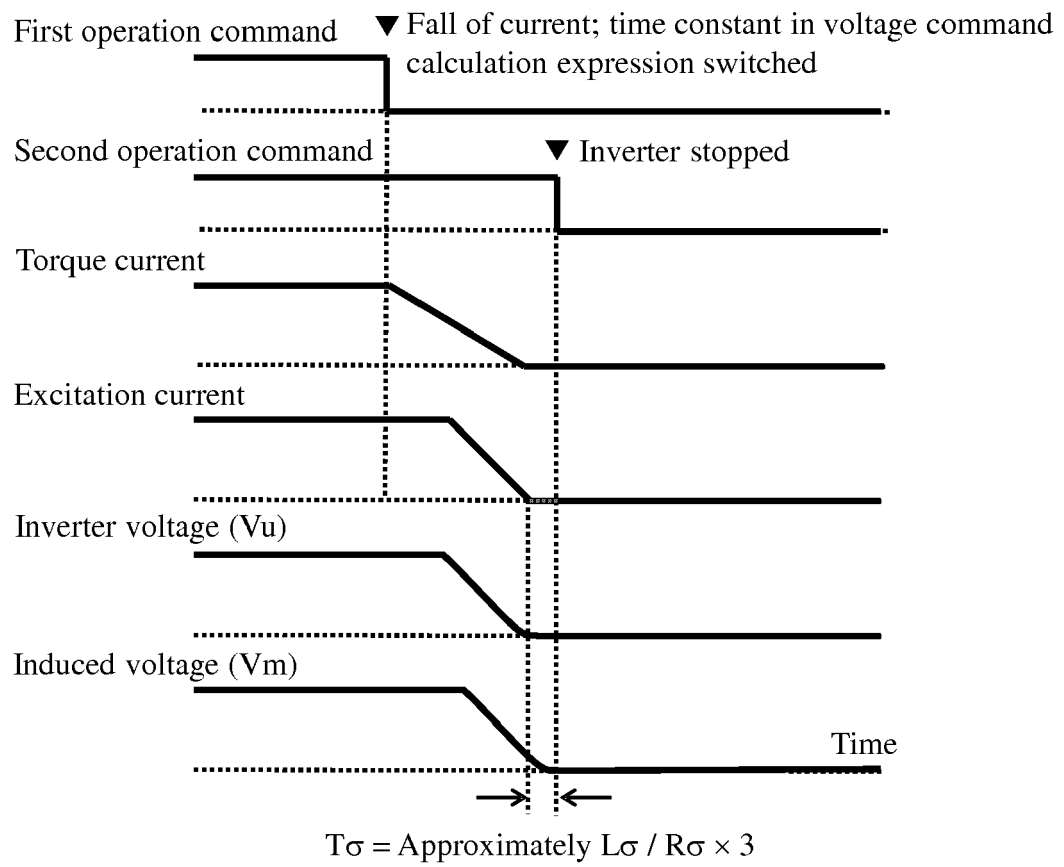 First operation command
▼ Fall of current; time constant in voltage command
calculation expression switched
Second operation command
▼ Inverter stopped
Torque current
Excitation current
Inverter voltage (Vu)
Induced voltage (Vm)
Time
Tσ = Approximately Lσ / Rσ × 3